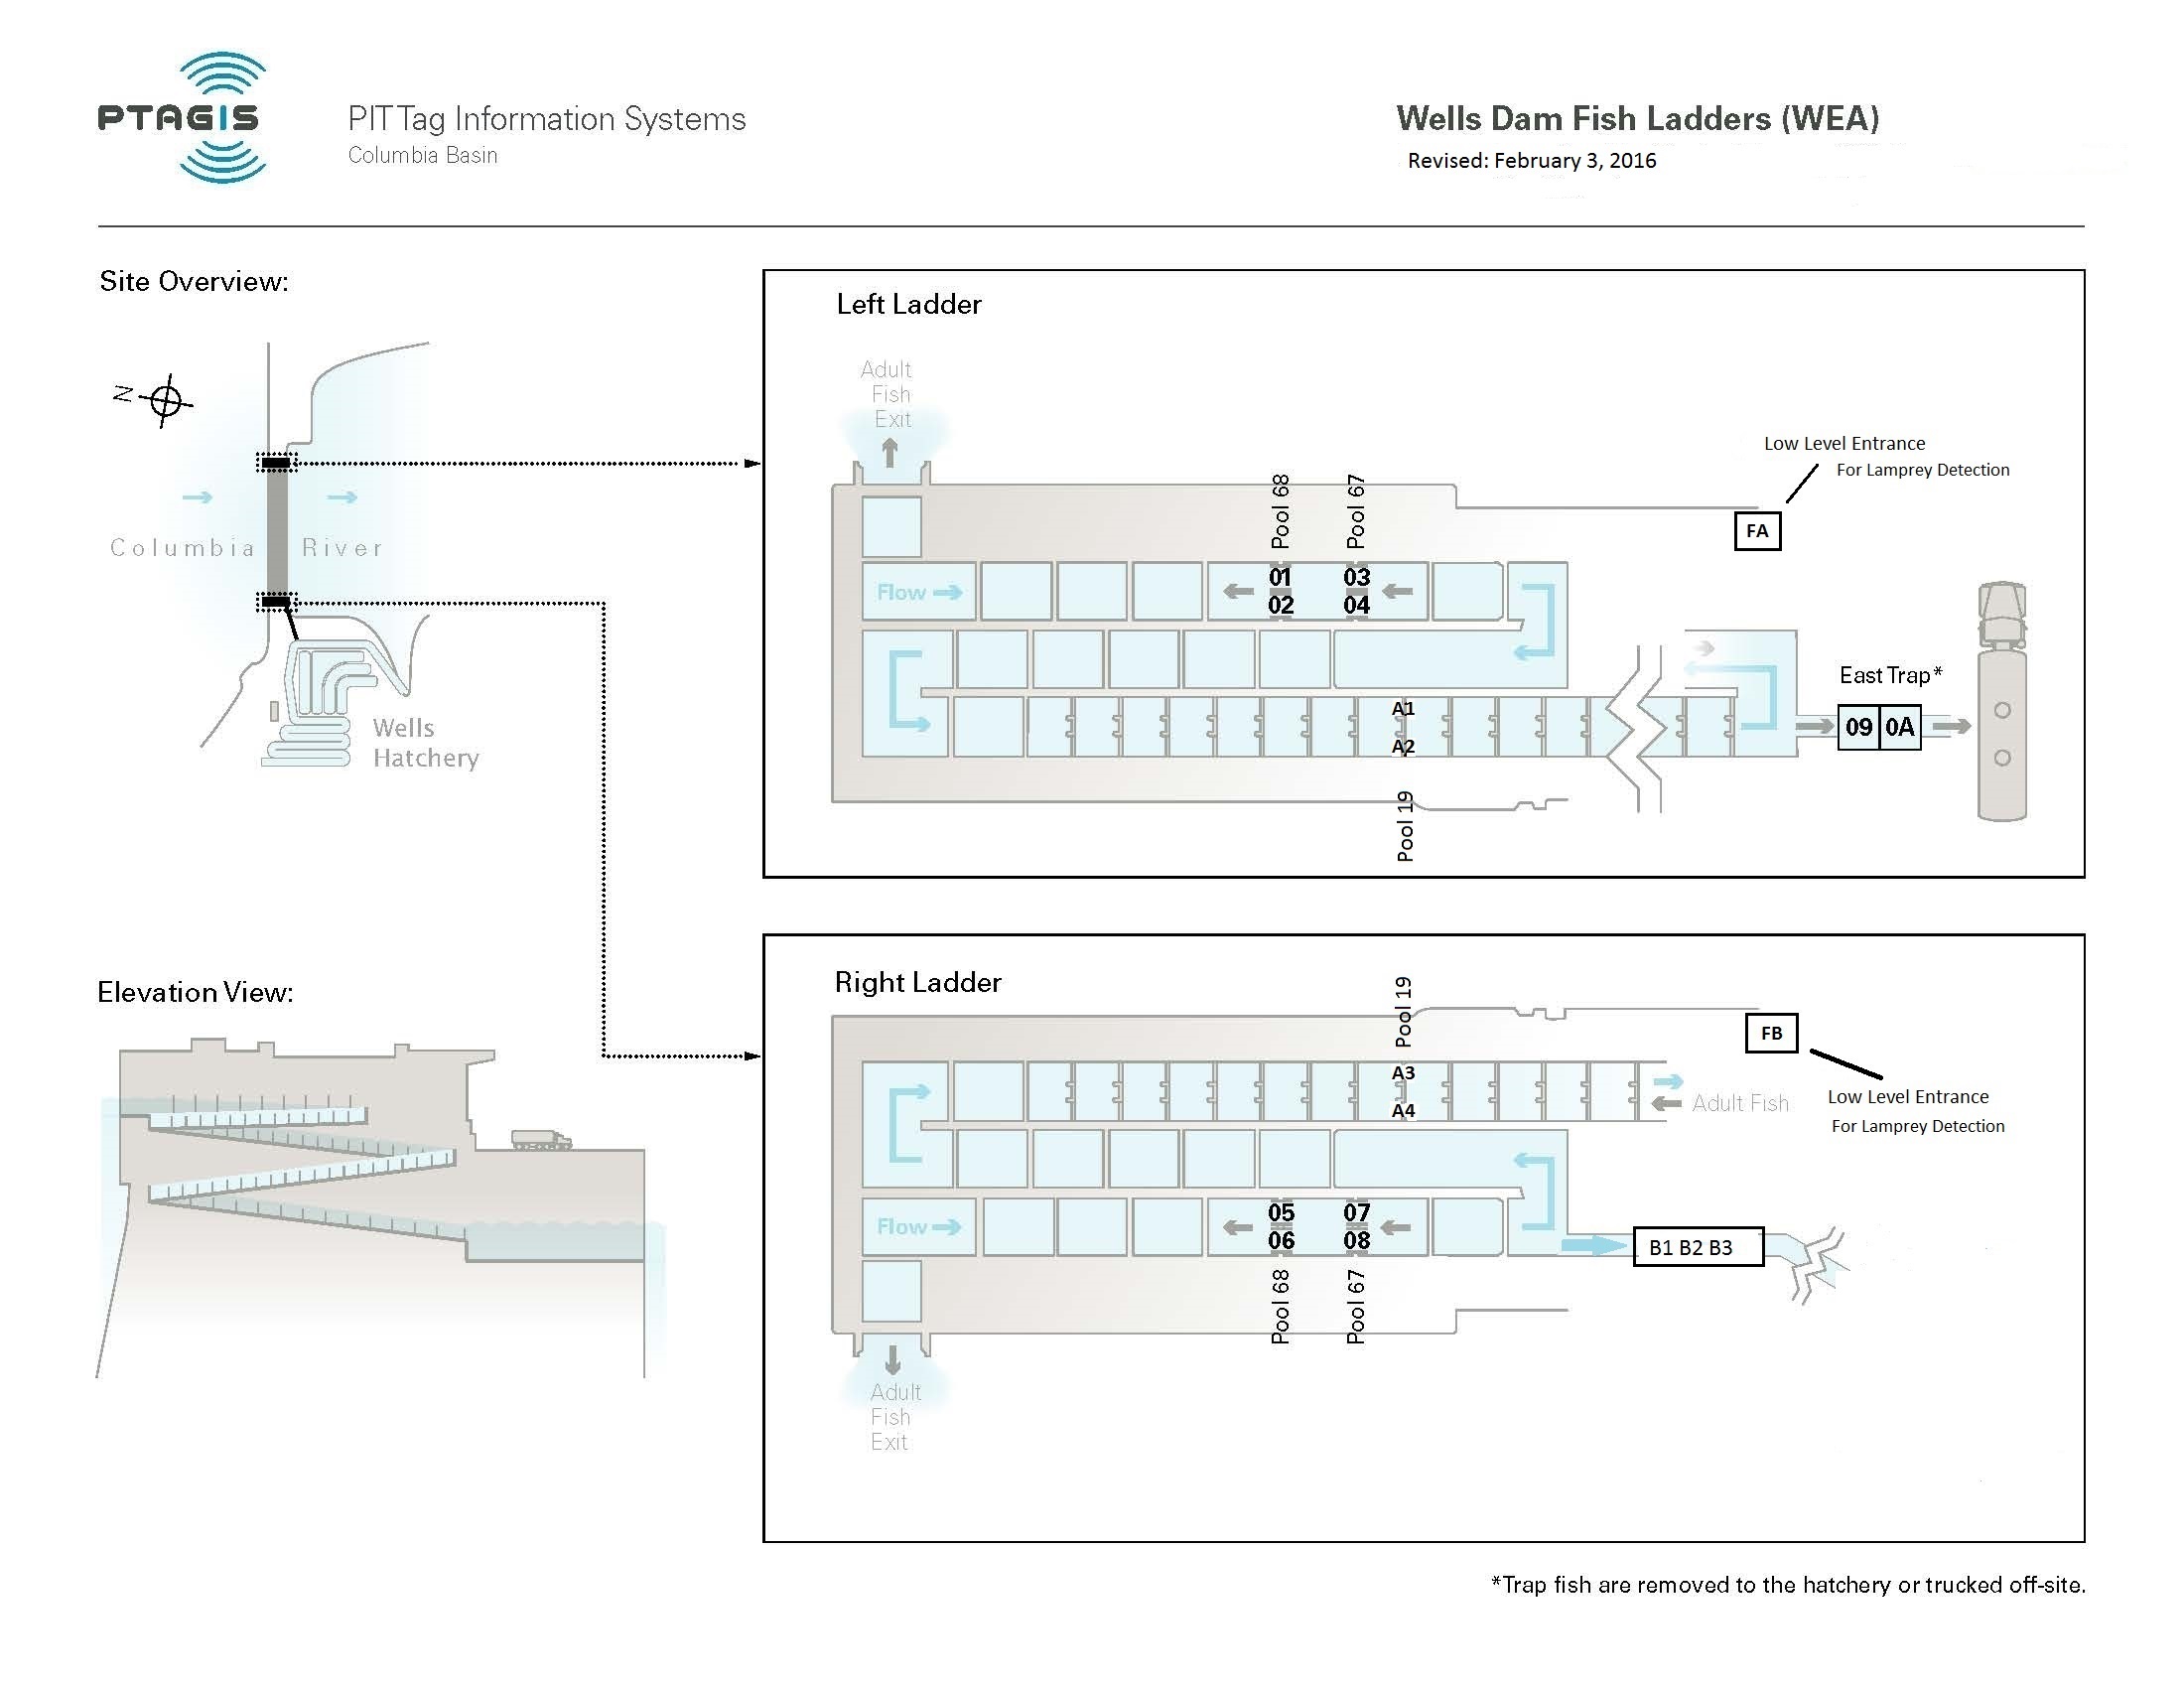 PTAGIS
PIT Tag Information Systems
Columbia Basin
Wells Dam Fish Ladders (WEA)
Revised: February 3, 2016
Site Overview:
N
Columbia River
Wells
Hatchery
Left Ladder
Adult
Fish
Exit
Pool 68
Pool 67
Low Level Entrance
For Lamprey Detection
FA
Flow
01
02
03
04
A1
A2
Pool 19
East Trap*
09 0A
Elevation View:
Right Ladder
Pool 19
FB
A3
A4
Adult Fish
Low Level Entrance
For Lamprey Detection
Flow
05
06
07
08
B1 B2 B3
Pool 68
Pool 67
Adult
Fish
Exit
*Trap fish are removed to the hatchery or trucked off-site.